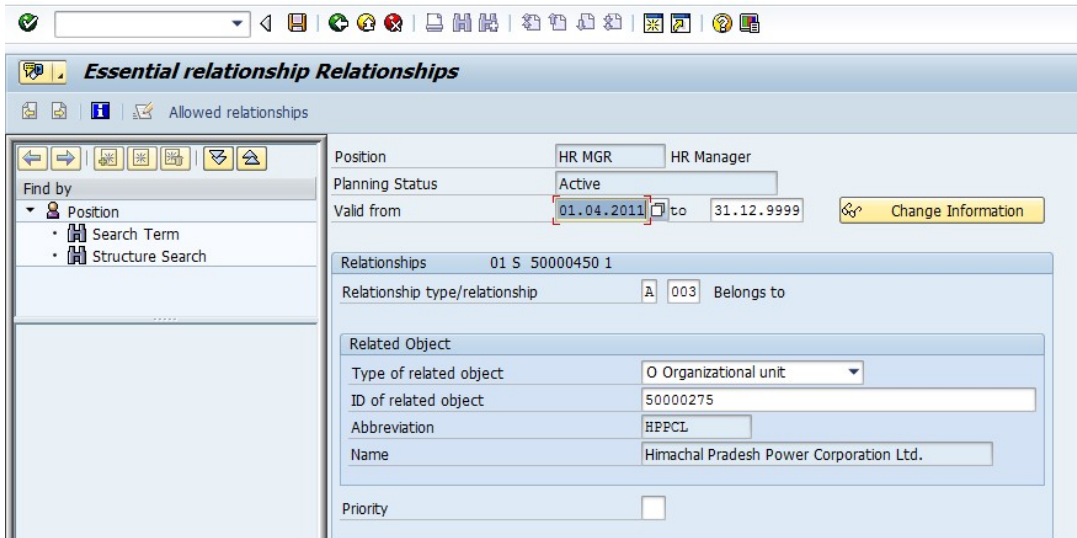 Essential relationship Relationships
Allowed relationships
Find by
Position
Search Term
Structure Search
Position HR MGR HR Manager
Planning Status Active
Valid from 01.04.2011 to 31.12.9999 Change Information
Relationships 01 S 50000450 1
Relationship type/relationship A 003 Belongs to
Related Object
Type of related object O Organizational unit
ID of related object 50000275
Abbreviation HPPCL
Name Himachal Pradesh Power Corporation Ltd.
Priority